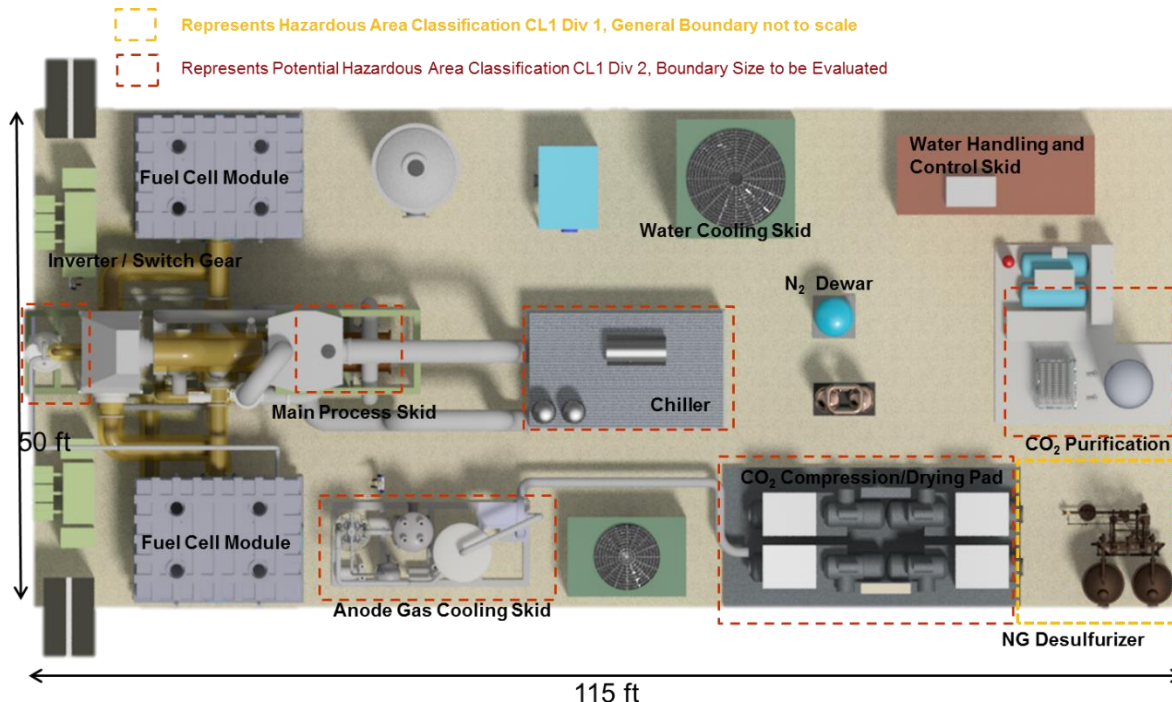 Represents Hazardous Area Classification CL1 Div 1, General Boundary not to scale
Represents Potential Hazardous Area Classification CL1 Div 2, Boundary Size to be Evaluated
Fuel Cell Module
Water Handling and
Control Skid
Water Cooling Skid
Inverter / Switch Gear
N₂ Dewar
Main Process Skid
Chiller
50 ft
CO₂ Purification
CO₂ Compression/Drying Pad
Fuel Cell Module
Anode Gas Cooling Skid
NG Desulfurizer
115 ft